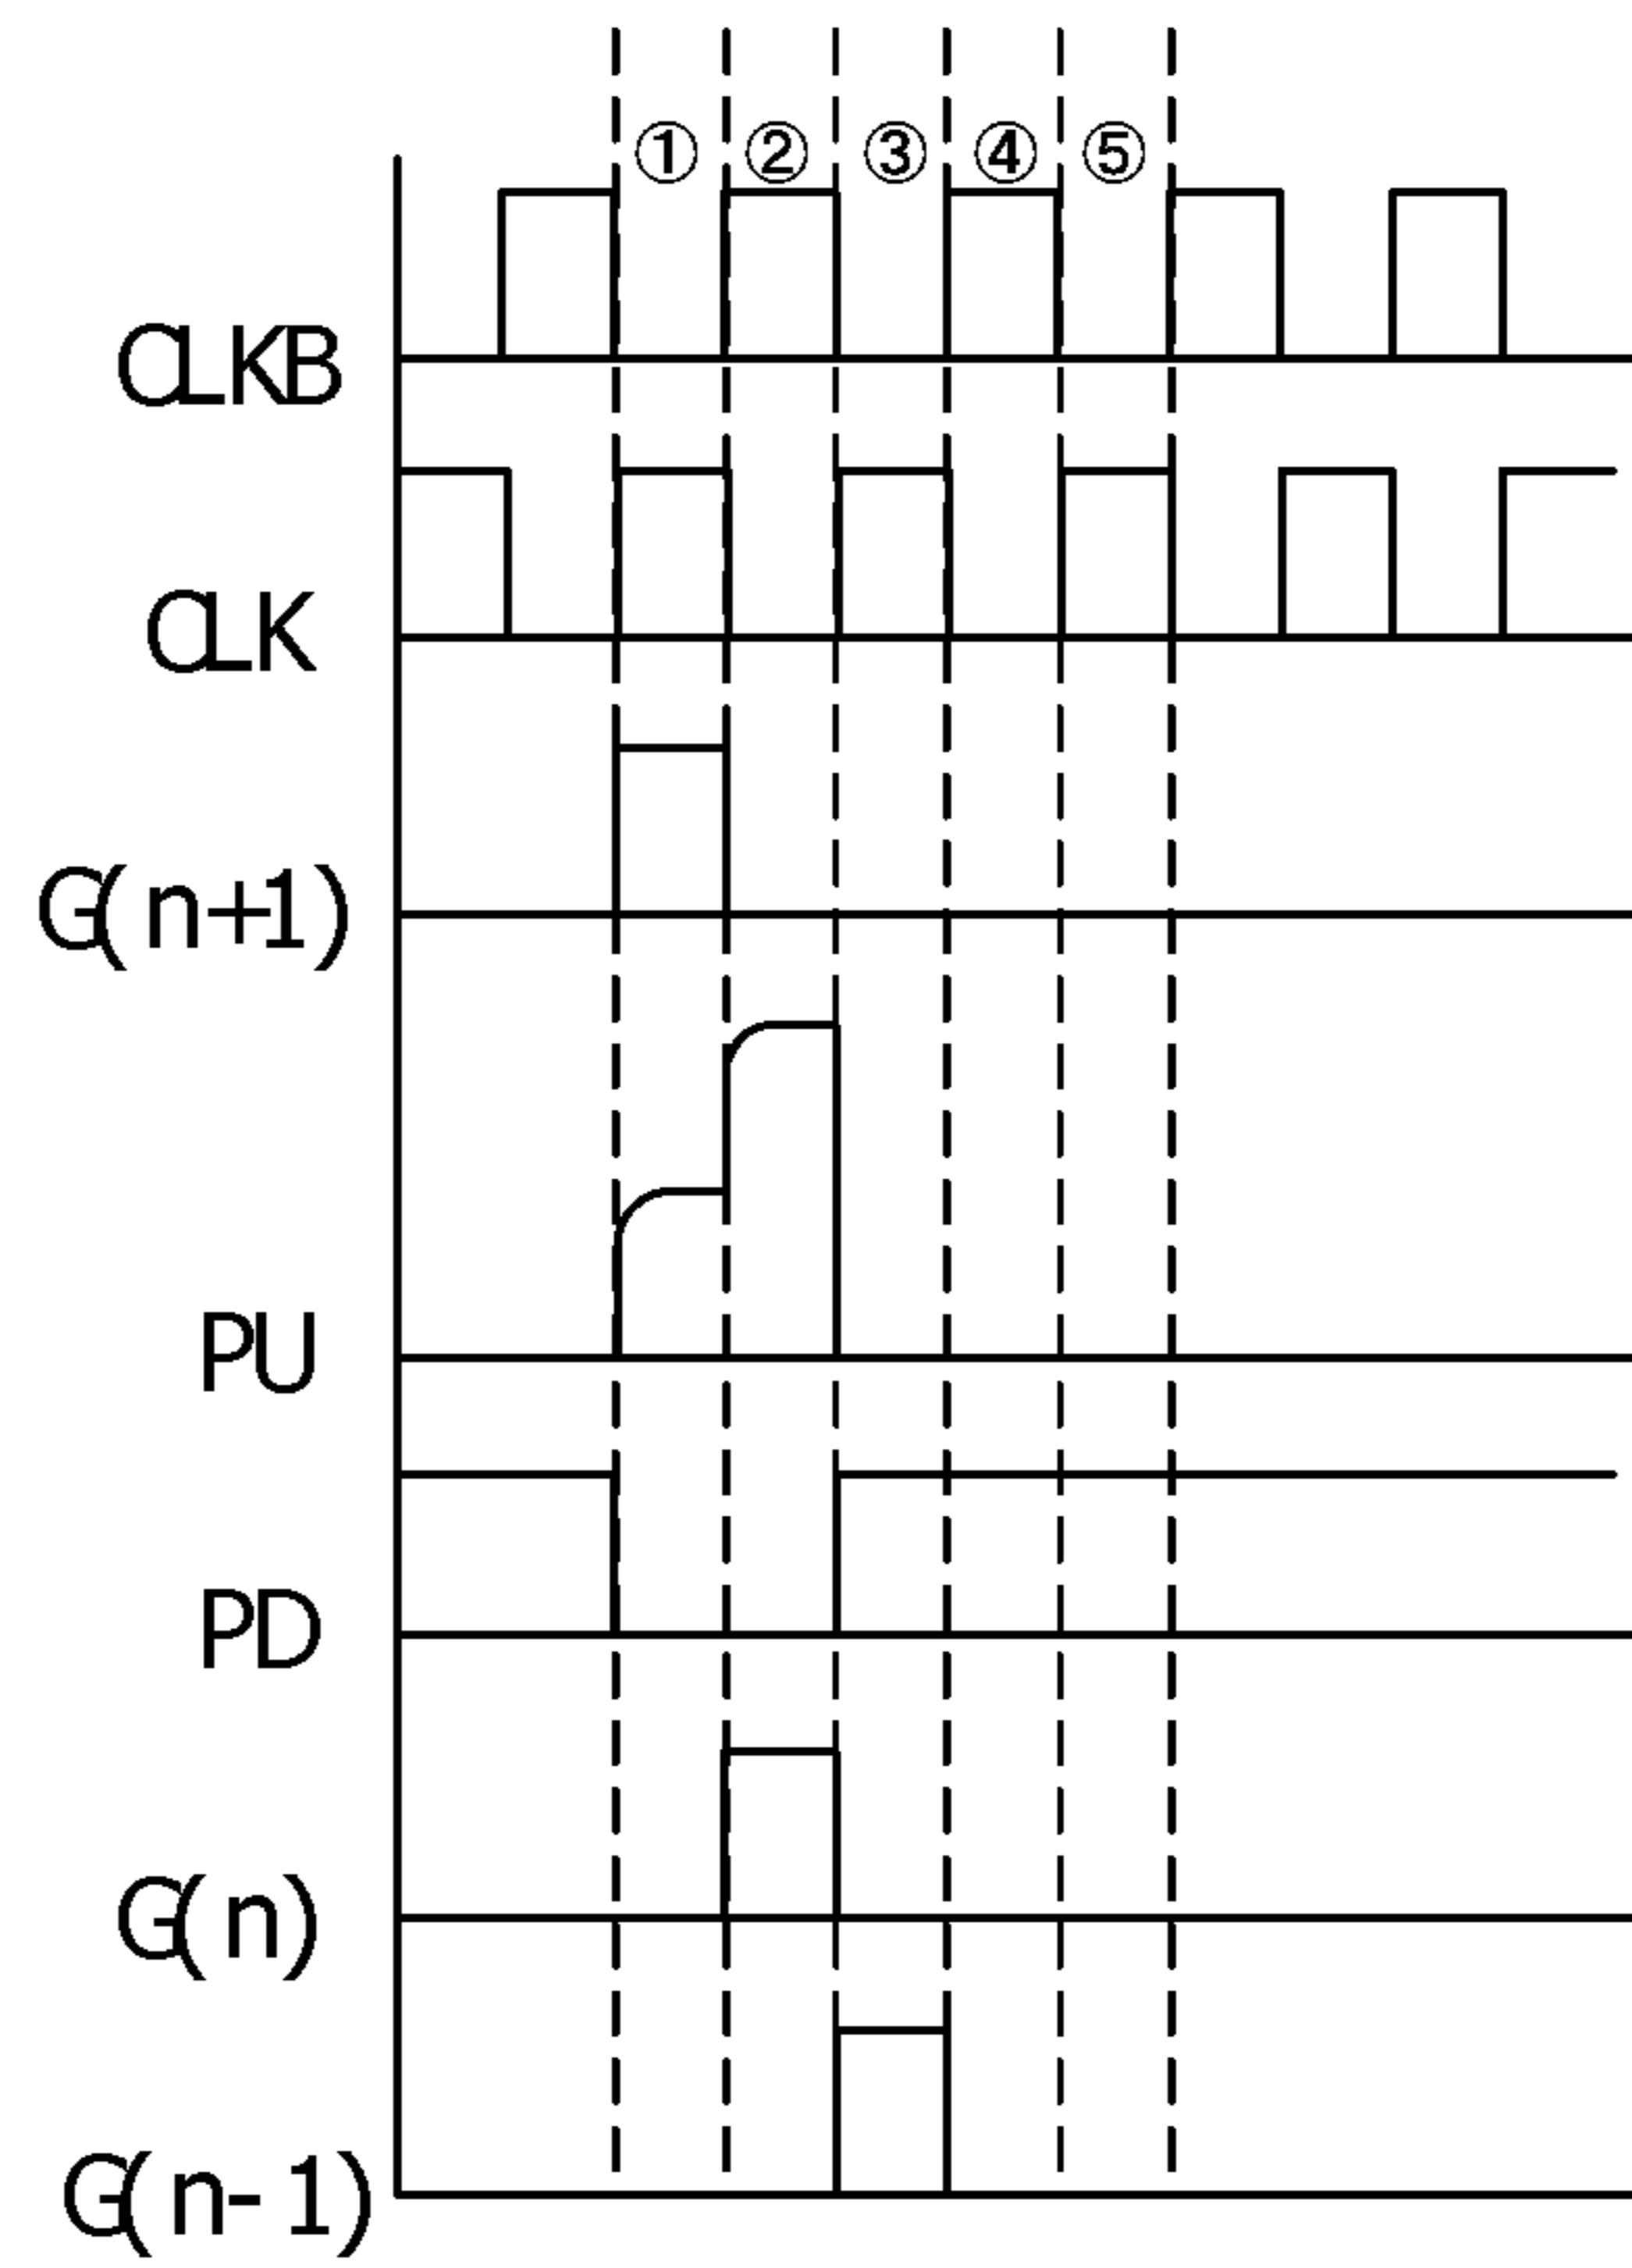 ① ② ③ ④ ⑤
CLKB
CLK
G(n+1)
PU
PD
G(n)
G(n-1)